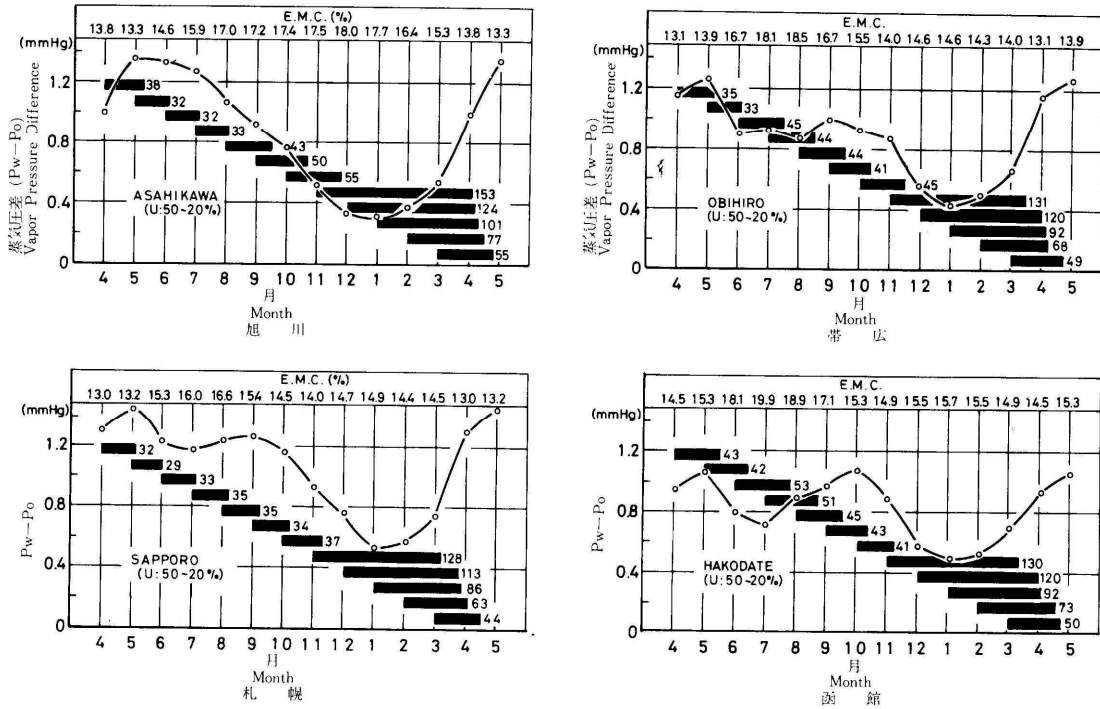 E.M.C. (%)
13.8 13.3 14.6 15.9 17.0 17.2 17.4 17.5 18.0 17.7 16.4 15.3 13.8 13.3
(mmHg)
1.2
0.8
0.4
0
蒸気圧差 (Pw−Po)
Vapor Pressure Difference
38
32
32
33
43
50
55
153
124
101
77
55
ASAHIKAWA
(U:50~20%)
4 5 6 7 8 9 10 11 12 1 2 3 4 5
月
Month
旭 川
E.M.C.
13.1 13.9 16.7 18.1 18.5 16.7 15.5 14.0 14.6 14.6 14.3 14.0 13.1 13.9
(mmHg)
1.2
0.8
0.4
0
蒸気圧差 (Pw−Po)
Vapor Pressure Difference
35
33
45
44
44
41
45
131
120
92
68
49
OBIHIRO
(U:50~20%)
4 5 6 7 8 9 10 11 12 1 2 3 4 5
月
Month
帯 広
E.M.C. (%)
13.0 13.2 15.3 16.0 16.6 15.4 14.5 14.0 14.7 14.9 14.4 14.5 13.0 13.2
(mmHg)
1.2
0.8
0.4
0
Pw−Po
32
29
33
35
35
34
37
128
113
86
63
44
SAPPORO
(U:50~20%)
4 5 6 7 8 9 10 11 12 1 2 3 4 5
月
Month
札 幌
E.M.C.
14.5 15.3 18.1 19.9 18.9 17.1 15.3 14.9 15.5 15.7 15.5 14.9 14.5 15.3
(mmHg)
1.2
0.8
0.4
0
Pw−Po
43
42
53
51
45
43
41
130
120
92
73
50
HAKODATE
(U:50~20%)
4 5 6 7 8 9 10 11 12 1 2 3 4 5
月
Month
函 館